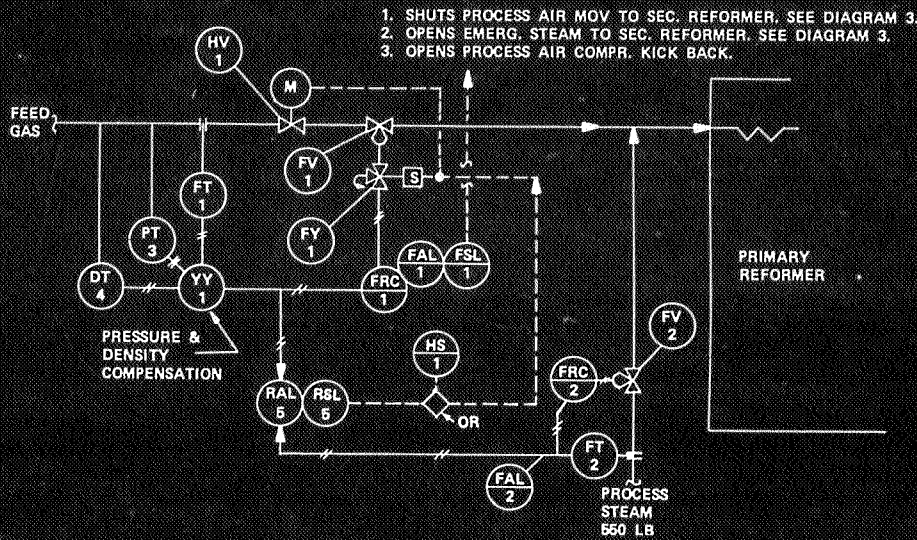 1. SHUTS PROCESS AIR MOV TO SEC. REFORMER. SEE DIAGRAM 3.
2. OPENS EMERG. STEAM TO SEC. REFORMER. SEE DIAGRAM 3.
3. OPENS PROCESS AIR COMPR. KICK BACK.
HV
1
M
FEED
GAS
FV
1
S
FT
1
PT
3
FY
1
FAL
1
FSL
1
DT
4
YY
1
FRC
1
PRIMARY
REFORMER
PRESSURE &
DENSITY
COMPENSATION
FV
2
HS
1
FRC
2
RAL
5
RSL
5
OR
FT
2
FAL
2
PROCESS
STEAM
550 LB